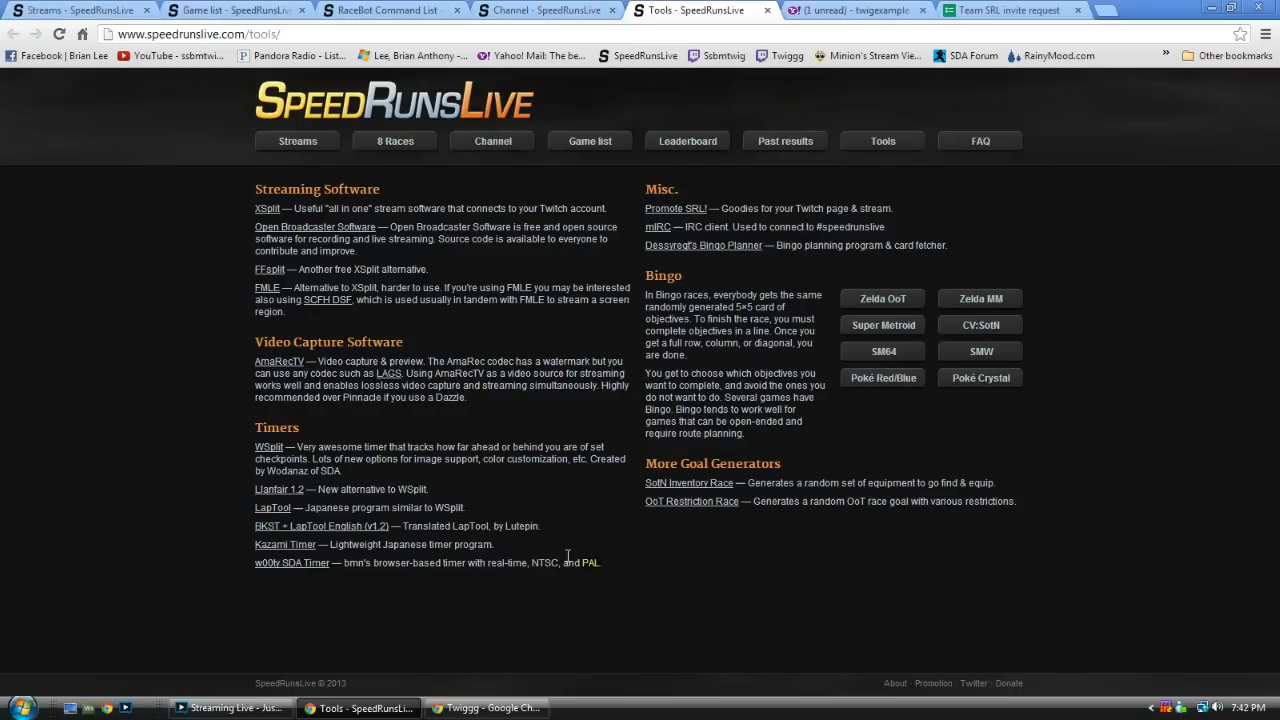 Streams - SpeedRunsLive
Game list - SpeedRunsLive
RaceBot Command List -
Channel - SpeedRunsLive
Tools - SpeedRunsLive
(1 unread) - twigexample
Team SRL invite request
www.speedrunslive.com/tools/
Facebook | Brian Lee
YouTube - ssbmtwi...
Pandora Radio - List...
Lee, Brian Anthony -...
Yahoo! Mail: The be...
SpeedRunsLive
Ssbmtwig
Twiggg
Minion's Stream Vie...
SDA Forum
RainyMood.com
»
Other bookmarks
SPEEDRUNSLIVE
Streams
8 Races
Channel
Game list
Leaderboard
Past results
Tools
FAQ
Streaming Software
XSplit — Useful "all in one" stream software that connects to your Twitch account.
Open Broadcaster Software — Open Broadcaster Software is free and open source
software for recording and live streaming. Source code is available to everyone to
contribute and improve.
FFsplit — Another free XSplit alternative.
FMLE — Alternative to XSplit, harder to use. If you're using FMLE you may be interested
also using SCFH DSF, which is used usually in tandem with FMLE to stream a screen
region.
Video Capture Software
AmaRecTV — Video capture & preview. The AmaRec codec has a watermark but you
can use any codec such as LAGS. Using AmaRecTV as a video source for streaming
works well and enables lossless video capture and streaming simultaneously. Highly
recommended over Pinnacle if you use a Dazzle.
Timers
WSplit — Very awesome timer that tracks how far ahead or behind you are of set
checkpoints. Lots of new options for image support, color customization, etc. Created
by Wodanaz of SDA.
Llanfair 1.2 — New alternative to WSplit.
LapTool — Japanese program similar to WSplit.
BKST + LapTool English (v1.2) — Translated LapTool, by Lutepin.
Kazami Timer — Lightweight Japanese timer program.
w00ty SDA Timer — bmn's browser-based timer with real-time, NTSC, and PAL.
Misc.
Promote SRL! — Goodies for your Twitch page & stream.
mIRC — IRC client. Used to connect to #speedrunslive
Dessyreqt's Bingo Planner — Bingo planning program & card fetcher.
Bingo
In Bingo races, everybody gets the same
randomly generated 5×5 card of
objectives. To finish the race, you must
complete objectives in a line. Once you
get a full row, column, or diagonal, you
are done.
You get to choose which objectives you
want to complete, and avoid the ones you
do not want to do. Several games have
Bingo. Bingo tends to work well for
games that can be open-ended and
require route planning.
Zelda OoT
Zelda MM
Super Metroid
CV:SotN
SM64
SMW
Poké Red/Blue
Poké Crystal
More Goal Generators
SotN Inventory Race — Generates a random set of equipment to go find & equip.
OoT Restriction Race — Generates a random OoT race goal with various restrictions.
SpeedRunsLive © 2013
About - Promotion - Twitter - Donate
Streaming Live - Jus...
Tools - SpeedRunsLi...
Twiggg - Google Ch...
7:42 PM